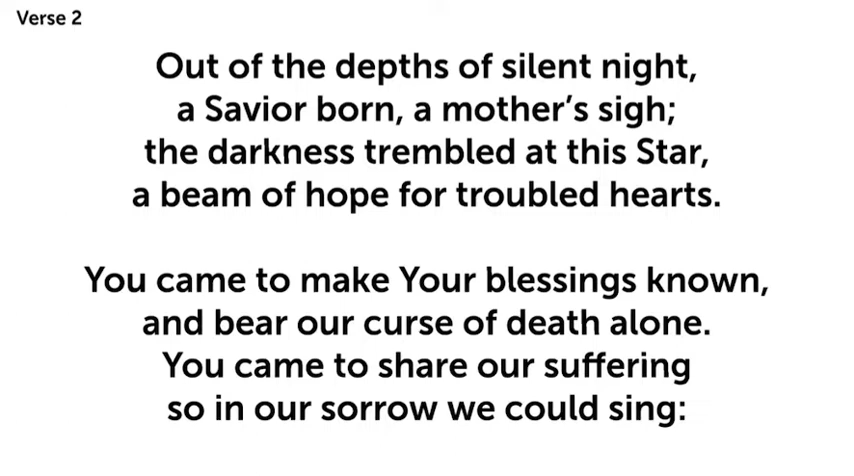 Verse 2
Out of the depths of silent night,
a Savior born, a mother’s sigh;
the darkness trembled at this Star,
a beam of hope for troubled hearts.
You came to make Your blessings known,
and bear our curse of death alone.
You came to share our suffering
so in our sorrow we could sing: